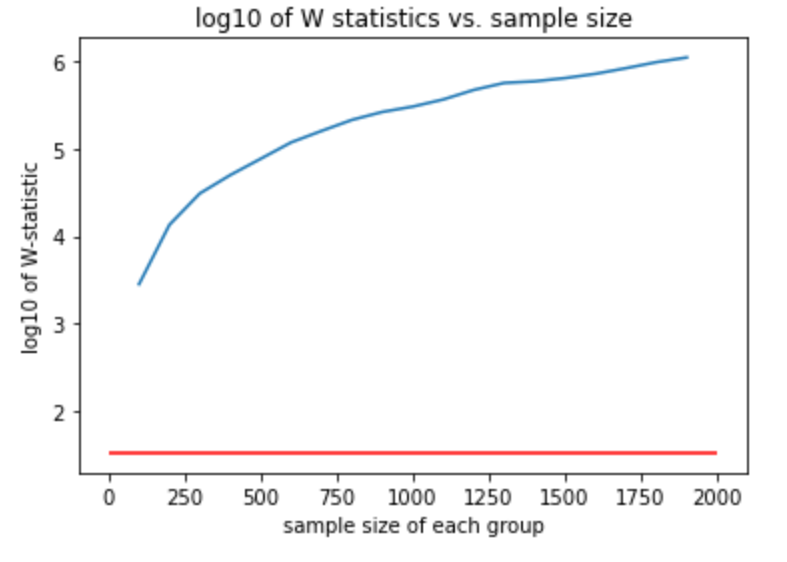 log10 of W statistics vs. sample size
6
5
4
3
2
log10 of W-statistic
0 250 500 750 1000 1250 1500 1750 2000
sample size of each group